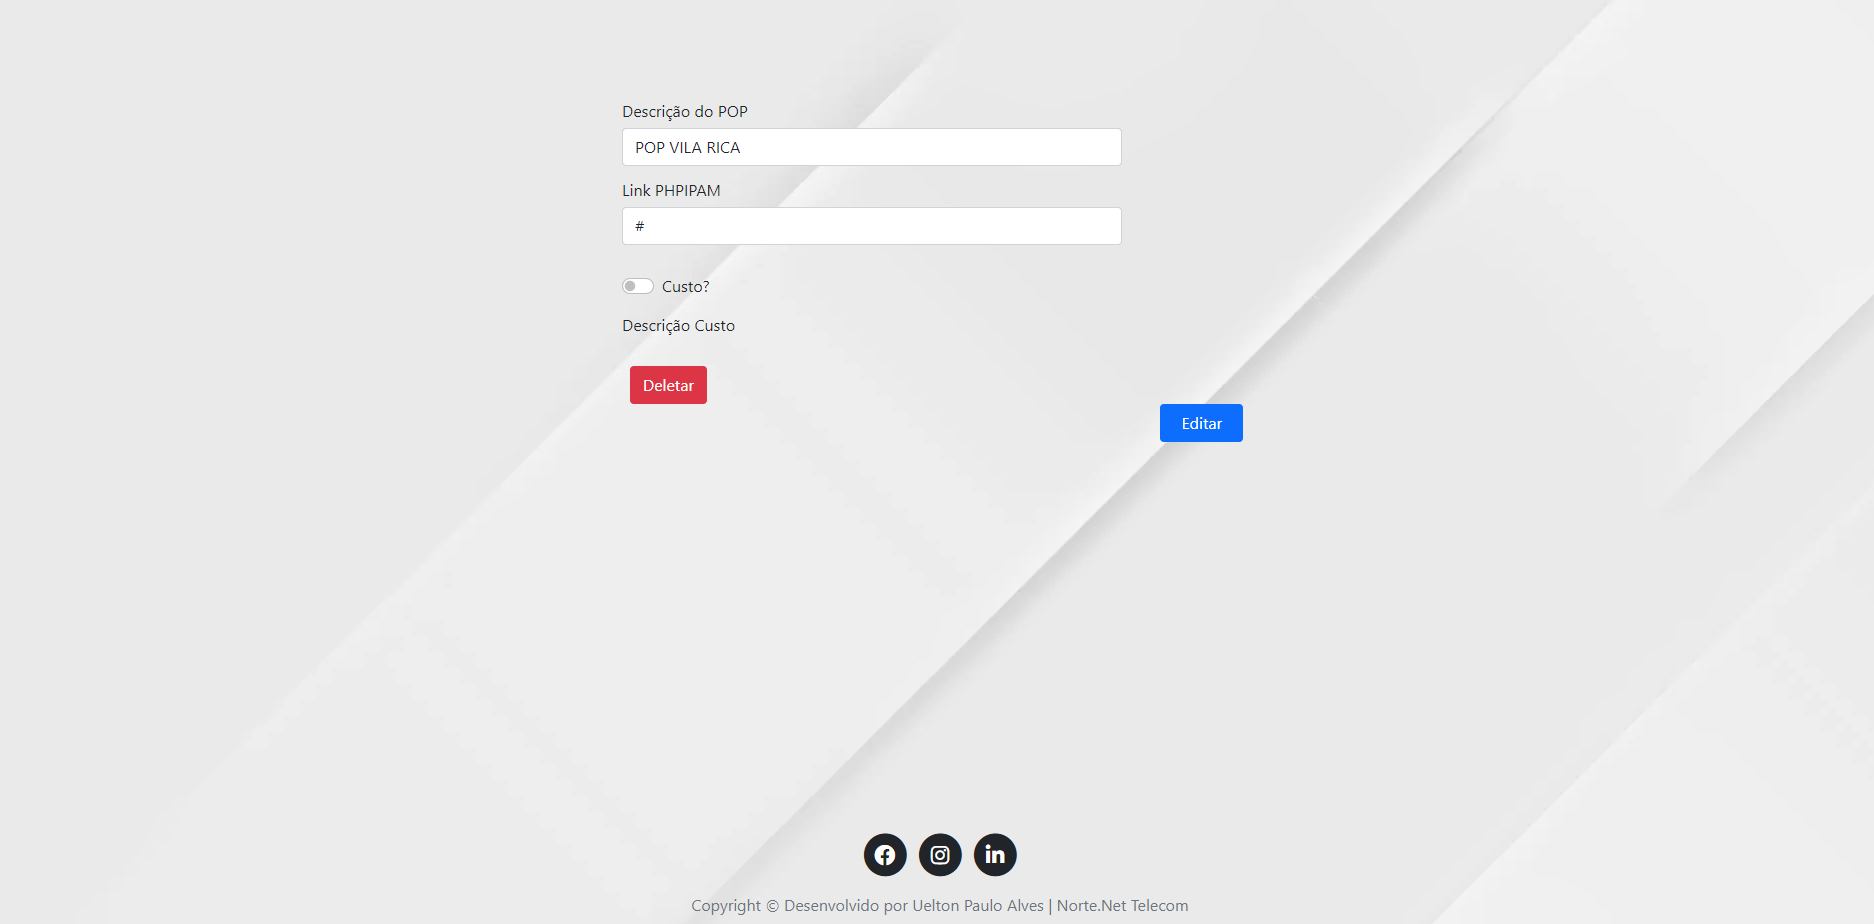 Descrição do POP
POP VILA RICA
Link PHPIPAM
#
Custo?
Descrição Custo
Deletar
Editar
Copyright © Desenvolvido por Uelton Paulo Alves | Norte.Net Telecom